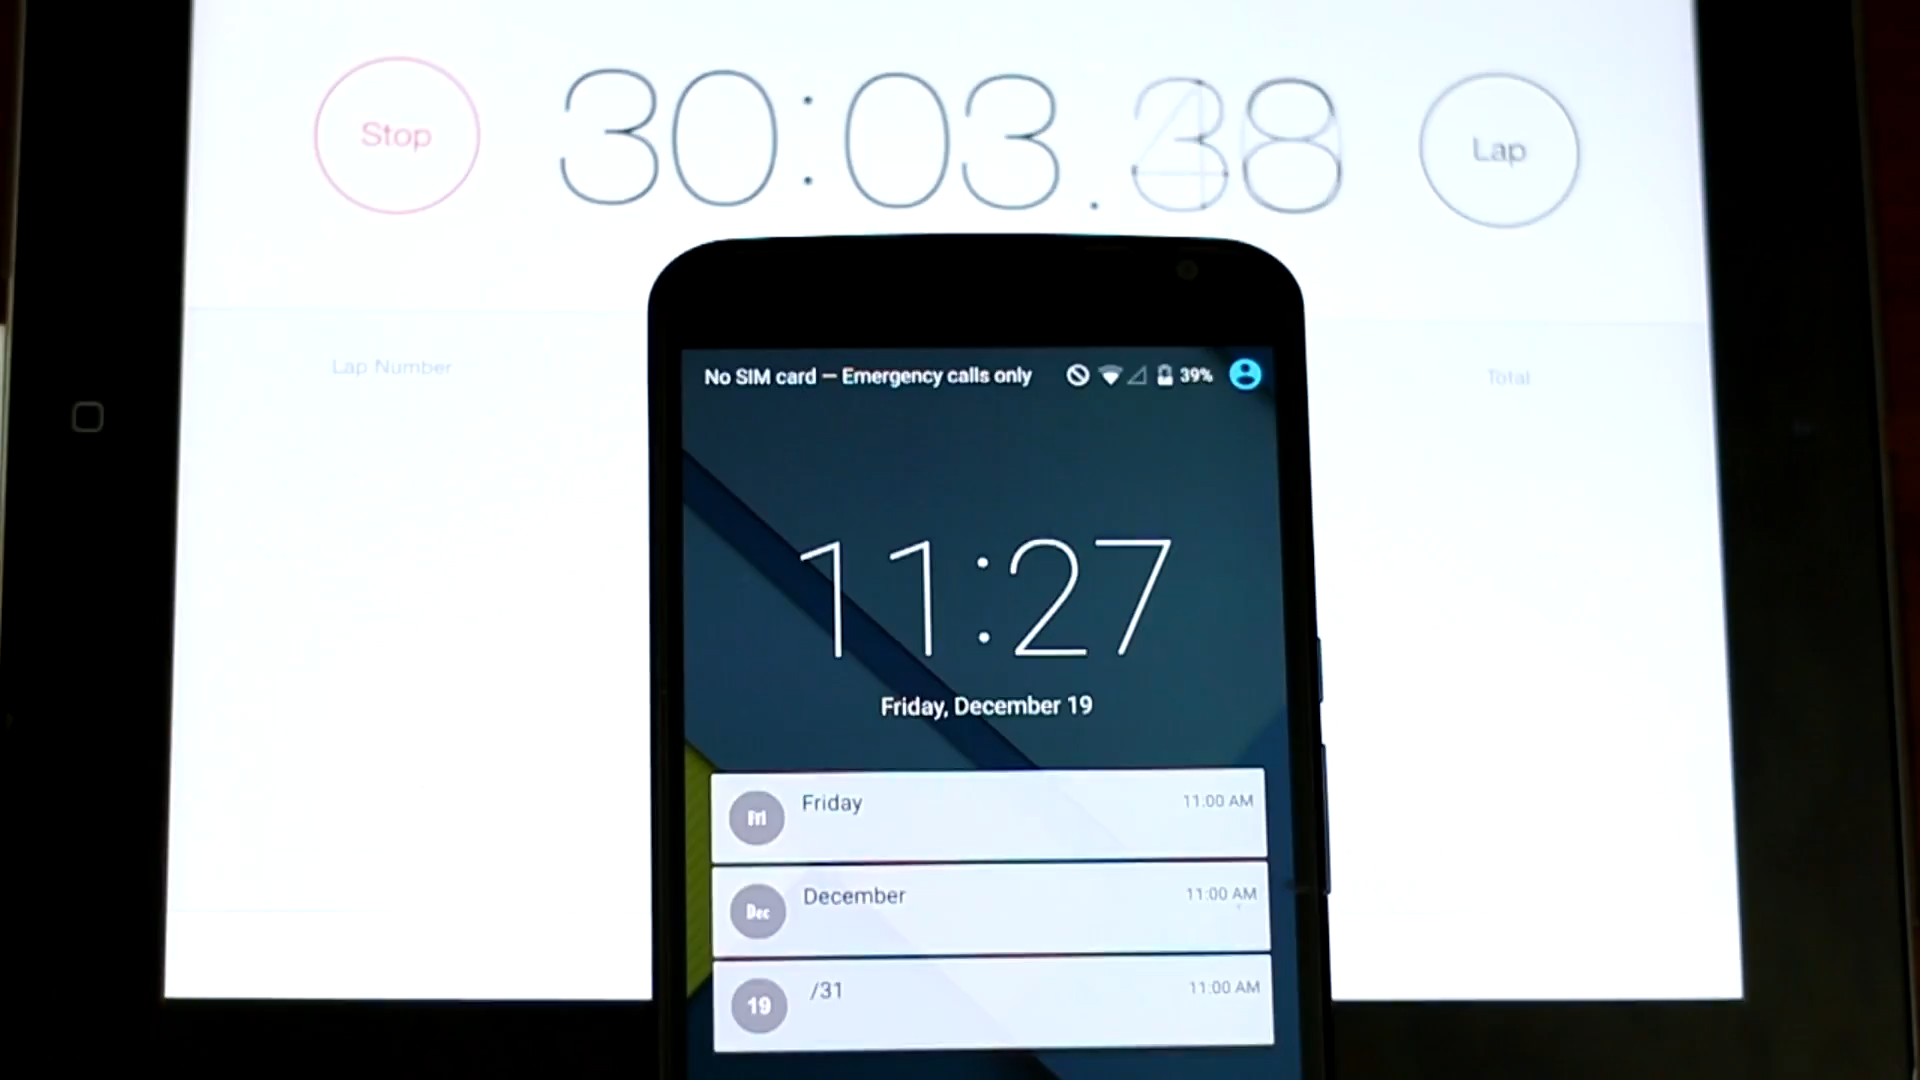 Stop 30:03.38 Lap
Lap Number Total
No SIM card — Emergency calls only 39%
11:27
Friday, December 19
Fri Friday 11:00 AM
Dec December 11:00 AM
19 /31 11:00 AM